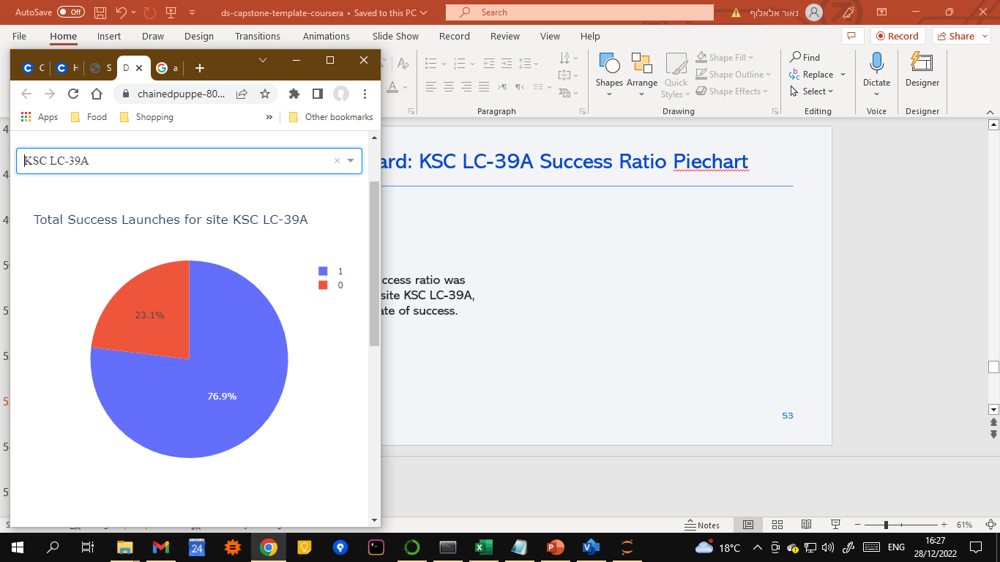 AutoSave Off ds-capstone-template-coursera • Saved to this PC Search נאור אלאלוף
File Home Insert Draw Design Transitions Animations Slide Show Record Review View Help Record Share
C H S D a
chainedpuppe-80...
Apps Food Shopping » Other bookmarks
Shapes Arrange Quick Styles
Shape Fill
Shape Outline
Shape Effects
Find
Replace
Select
Dictate
Designer
Paragraph Drawing Editing Voice Designer
KSC LC-39A
ard: KSC LC-39A Success Ratio Piechart
Total Success Launches for site KSC LC-39A
1
0
23.1%
76.9%
ccess ratio was
site KSC LC-39A,
ate of success.
53
Notes 61%
24 18°C ENG 16:27
28/12/2022